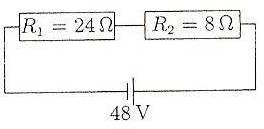 R₁ = 24 Ω R₂ = 8 Ω
48 V